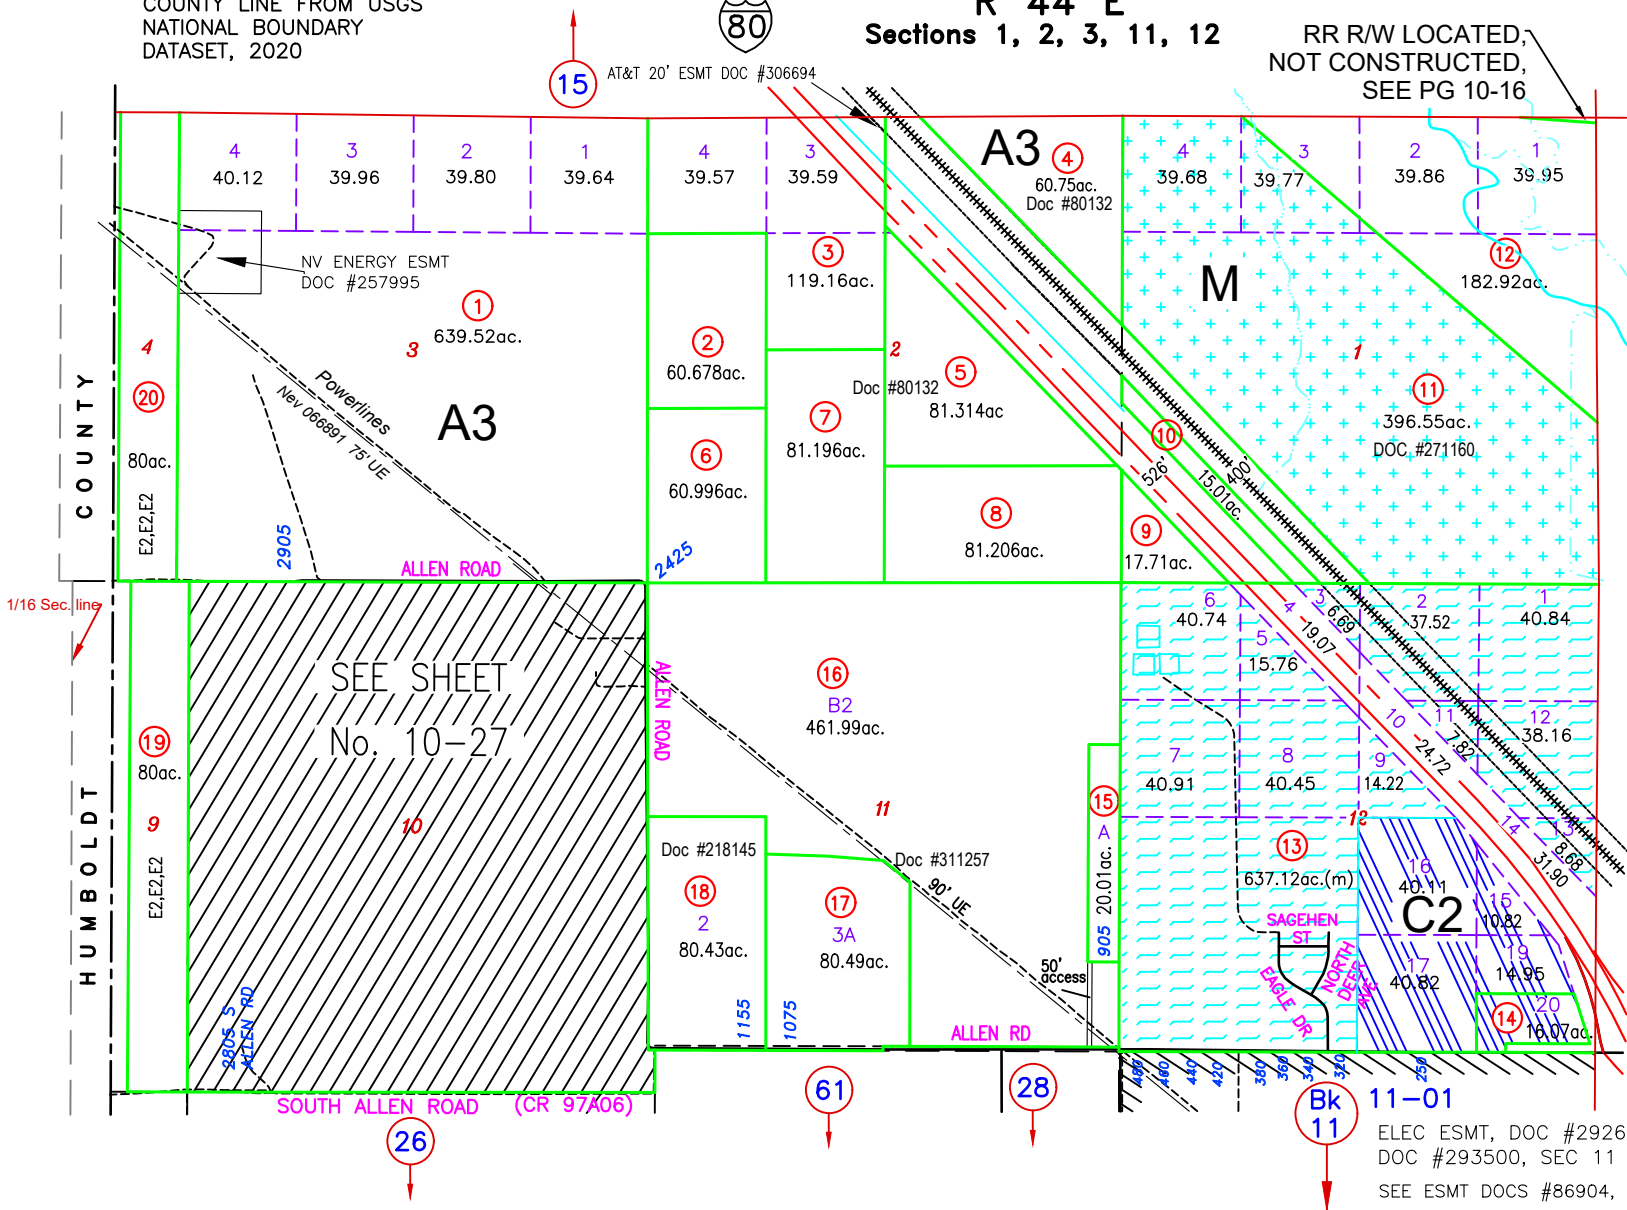 COUNTY LINE FROM USGS
NATIONAL BOUNDARY
DATASET, 2020
80
R 44 E
Sections 1, 2, 3, 11, 12
RR R/W LOCATED,
NOT CONSTRUCTED,
SEE PG 10-16
15
AT&T 20' ESMT DOC #306694
4
40.12
3
39.96
2
39.80
1
39.64
4
39.57
3
39.59
A3
4
60.75ac.
Doc #80132
4
39.68
3
39.77
2
39.86
1
39.95
NV ENERGY ESMT
DOC #257995
1
639.52ac.
3
3
119.16ac.
M
12
182.92ac.
4
20
80ac.
E2,E2,E2
Powerlines
Nev 066891 75' UE
A3
2905
2
60.678ac.
6
60.996ac.
7
81.196ac.
2
Doc #80132
5
81.314ac
8
81.206ac.
10
526'
15.01ac.
400'
9
17.71ac.
1
11
396.55ac.
DOC #271160
COUNTY
ALLEN ROAD
2425
1/16 Sec. line
SEE SHEET
No. 10-27
ALLEN ROAD
16
B2
461.99ac.
6
40.74
5
15.76
4
19.07
3
6.69
2
37.52
1
40.84
19
80ac.
9
E2,E2,E2
10
11
15
A
20.01ac.
905
7
40.91
8
40.45
9
14.22
10
24.72
11
7.82
12
38.16
12
13
637.12ac.(m)
14
31.90
13
8.68
HUMBOLDT
Doc #218145
18
2
80.43ac.
1155
Doc #311257
17
3A
80.49ac.
1075
90' UE
50'
access
ALLEN RD
SAGEHEN
ST
EAGLE DR
NORTH
DEER
AVE
16
40.11
C2
15
10.82
17
40.82
19
14.95
20
14
16.07ac.
2805 S
ALLEN RD
SOUTH ALLEN ROAD (CR 97A06)
26
61
28
480
460
440
420
380
360
340
320
250
Bk
11
11-01
ELEC ESMT, DOC #2926
DOC #293500, SEC 11
SEE ESMT DOCS #86904,